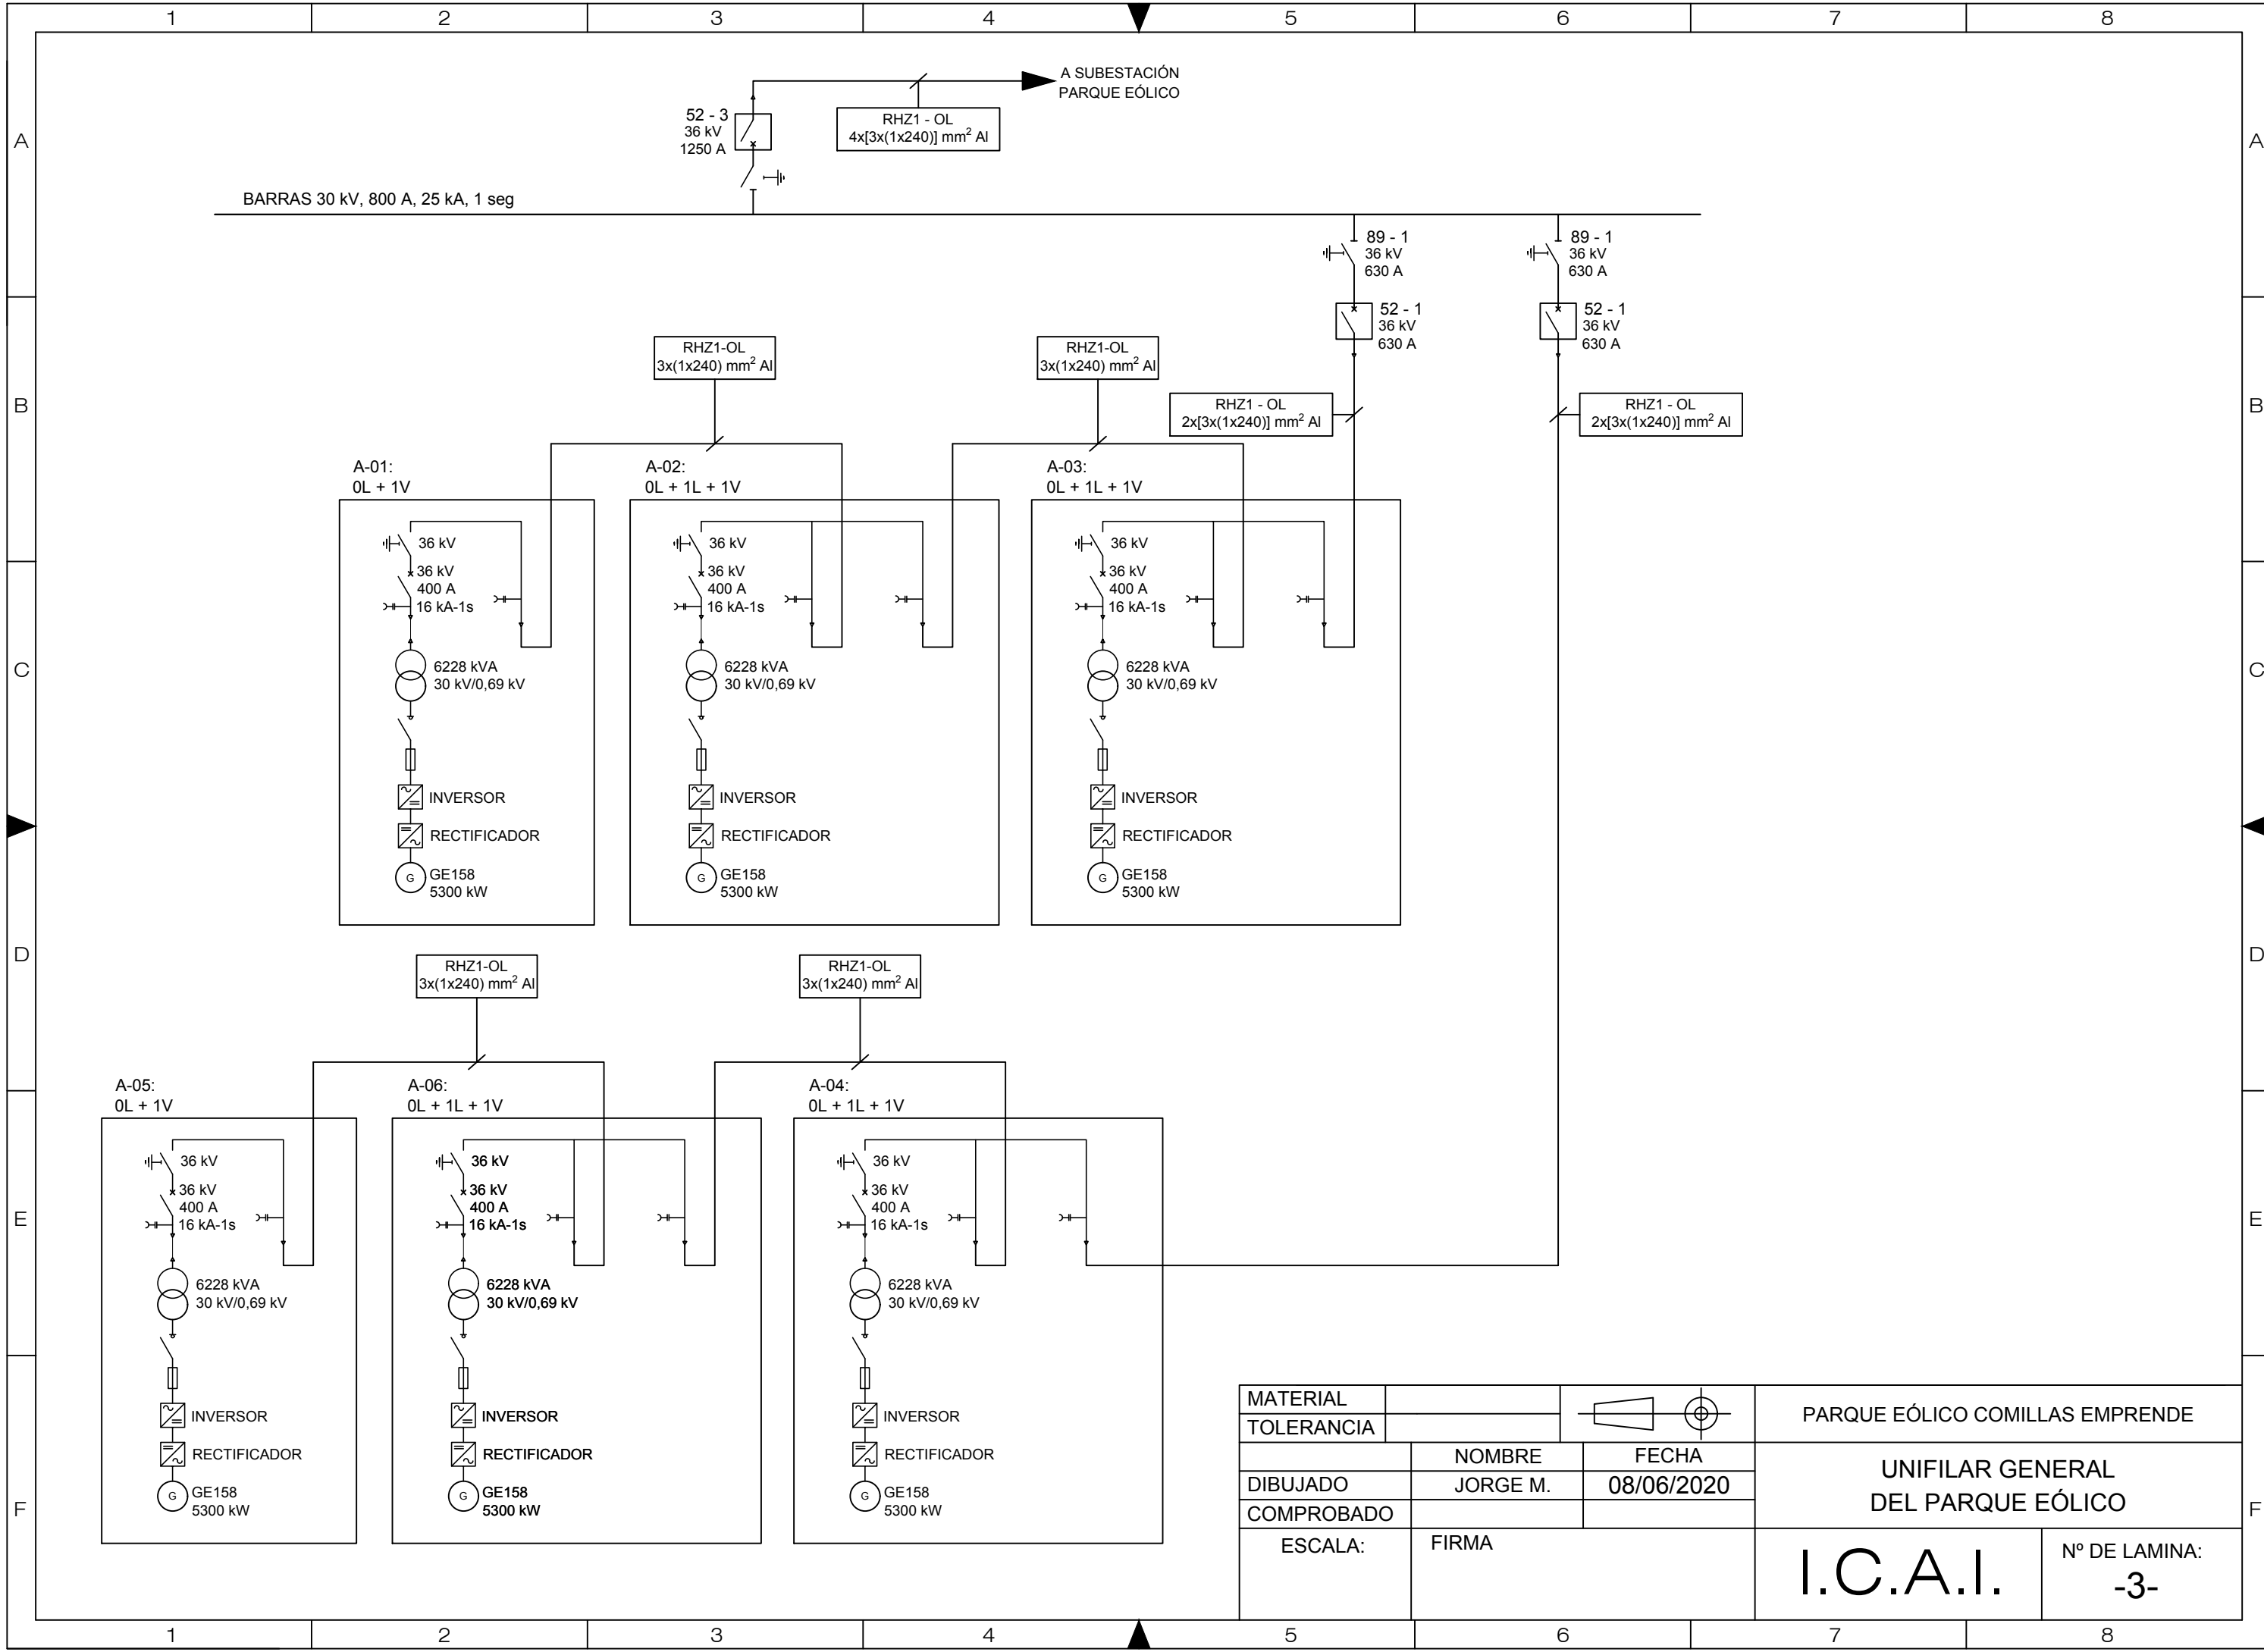 1 2 3 4 5 6 7 8
A SUBESTACIÓN
PARQUE EÓLICO
52 - 3
36 kV
1250 A
RHZ1 - OL
4x[3x(1x240)] mm² Al
A A
BARRAS 30 kV, 800 A, 25 kA, 1 seg
89 - 1
36 kV
630 A
89 - 1
36 kV
630 A
52 - 1
36 kV
630 A
52 - 1
36 kV
630 A
RHZ1-OL
3x(1x240) mm² Al
RHZ1-OL
3x(1x240) mm² Al
RHZ1 - OL
2x[3x(1x240)] mm² Al
RHZ1 - OL
2x[3x(1x240)] mm² Al
B B
A-01:
0L + 1V
36 kV
36 kV
400 A
16 kA-1s
6228 kVA
30 kV/0,69 kV
INVERSOR
RECTIFICADOR
G
GE158
5300 kW
A-02:
0L + 1L + 1V
36 kV
36 kV
400 A
16 kA-1s
6228 kVA
30 kV/0,69 kV
INVERSOR
RECTIFICADOR
G
GE158
5300 kW
A-03:
0L + 1L + 1V
36 kV
36 kV
400 A
16 kA-1s
6228 kVA
30 kV/0,69 kV
INVERSOR
RECTIFICADOR
G
GE158
5300 kW
C C
D D
RHZ1-OL
3x(1x240) mm² Al
RHZ1-OL
3x(1x240) mm² Al
A-05:
0L + 1V
36 kV
36 kV
400 A
16 kA-1s
6228 kVA
30 kV/0,69 kV
INVERSOR
RECTIFICADOR
G
GE158
5300 kW
A-06:
0L + 1L + 1V
36 kV
36 kV
400 A
16 kA-1s
6228 kVA
30 kV/0,69 kV
INVERSOR
RECTIFICADOR
G
GE158
5300 kW
A-04:
0L + 1L + 1V
36 kV
36 kV
400 A
16 kA-1s
6228 kVA
30 kV/0,69 kV
INVERSOR
RECTIFICADOR
G
GE158
5300 kW
E E
F F
MATERIAL
TOLERANCIA
PARQUE EÓLICO COMILLAS EMPRENDE
NOMBRE FECHA
DIBUJADO JORGE M. 08/06/2020
COMPROBADO
UNIFILAR GENERAL
DEL PARQUE EÓLICO
ESCALA: FIRMA
I.C.A.I.
Nº DE LAMINA:
-3-
1 2 3 4 5 6 7 8